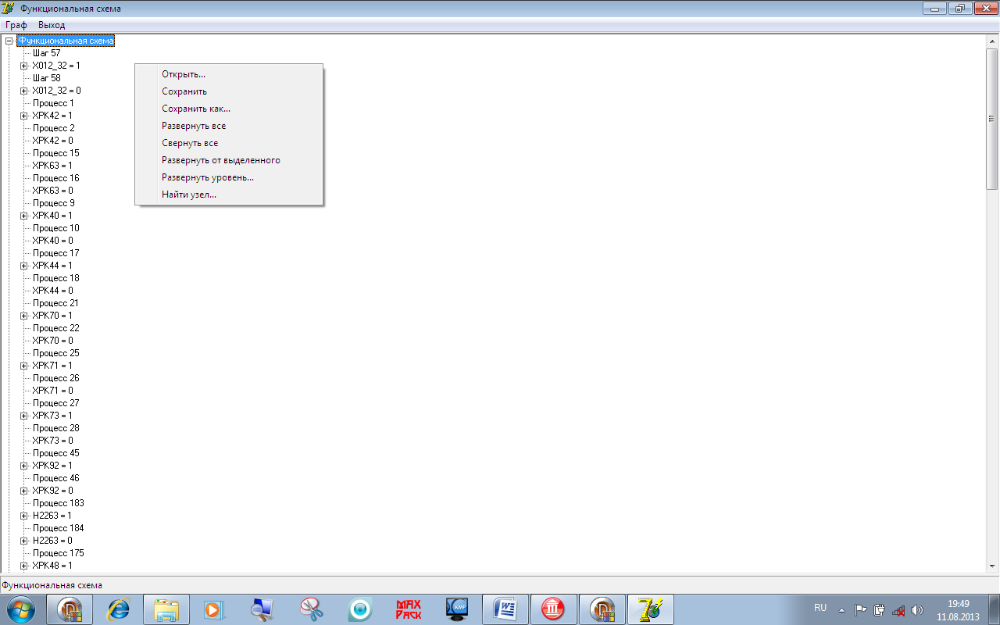 Функциональная схема
Граф Выход
Функциональная схема
Шаг 57
X012_32 = 1
Шаг 58
X012_32 = 0
Процесс 1
XPK42 = 1
Процесс 2
XPK42 = 0
Процесс 15
XPK63 = 1
Процесс 16
XPK63 = 0
Процесс 9
XPK40 = 1
Процесс 10
XPK40 = 0
Процесс 17
XPK44 = 1
Процесс 18
XPK44 = 0
Процесс 21
XPK70 = 1
Процесс 22
XPK70 = 0
Процесс 25
XPK71 = 1
Процесс 26
XPK71 = 0
Процесс 27
XPK73 = 1
Процесс 28
XPK73 = 0
Процесс 45
XPK92 = 1
Процесс 46
XPK92 = 0
Процесс 183
H2263 = 1
Процесс 184
H2263 = 0
Процесс 175
XPK48 = 1
Открыть...
Сохранить
Сохранить как...
Развернуть все
Свернуть все
Развернуть от выделенного
Развернуть уровень...
Найти узел...
Функциональная схема
MAX
PACK
KMP
W
RU
19:49
11.08.2013